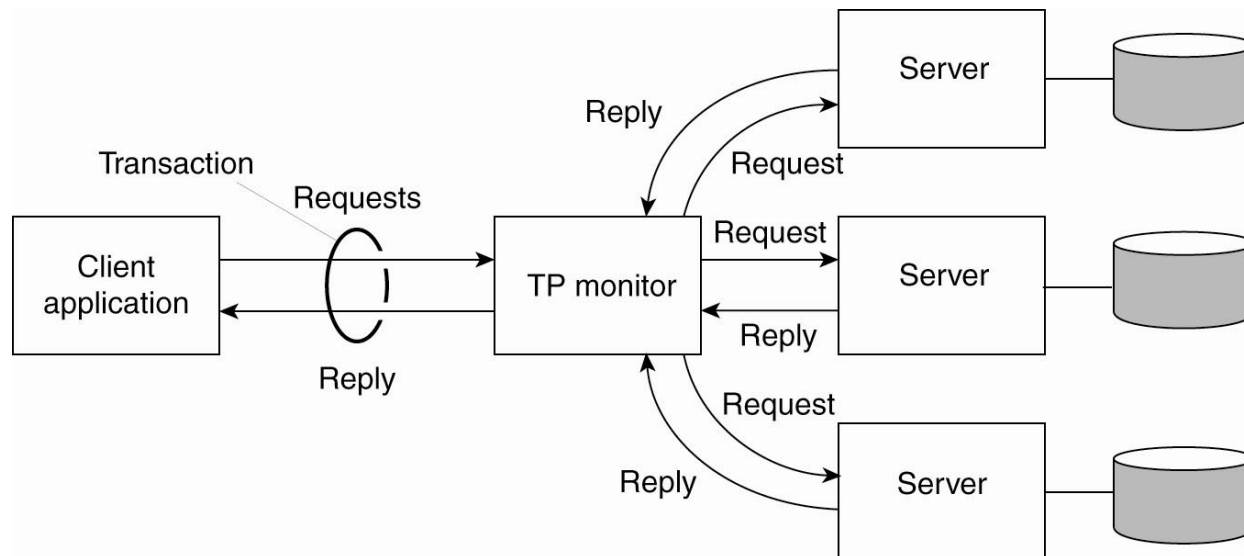 Server
Reply
Request
Transaction
Requests
Client
application
TP monitor
Request
Server
Reply
Reply
Request
Server
Reply